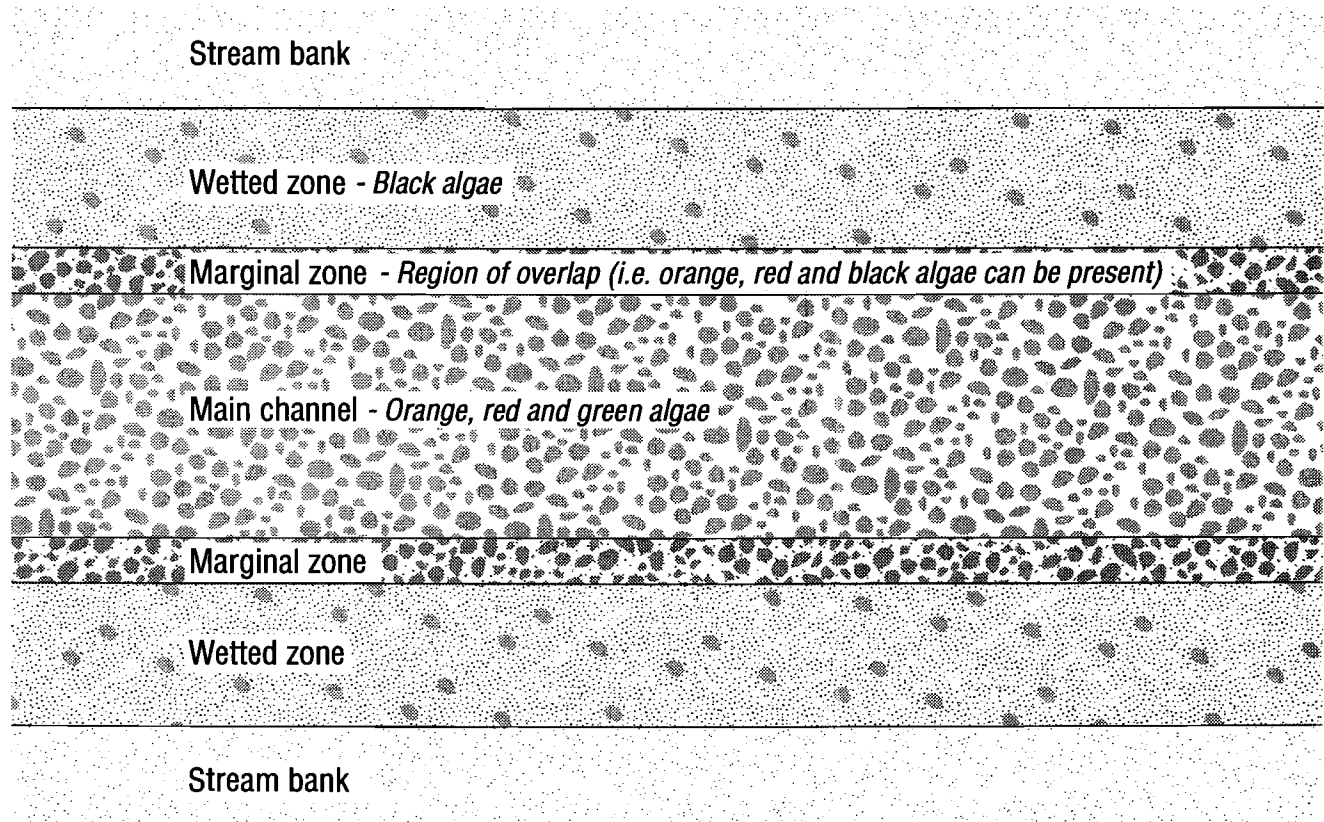 Stream bank
Wetted zone - Black algae
Marginal zone - Region of overlap (i.e. orange, red and black algae can be present)
Main channel - Orange, red and green algae
Marginal zone
Wetted zone
Stream bank